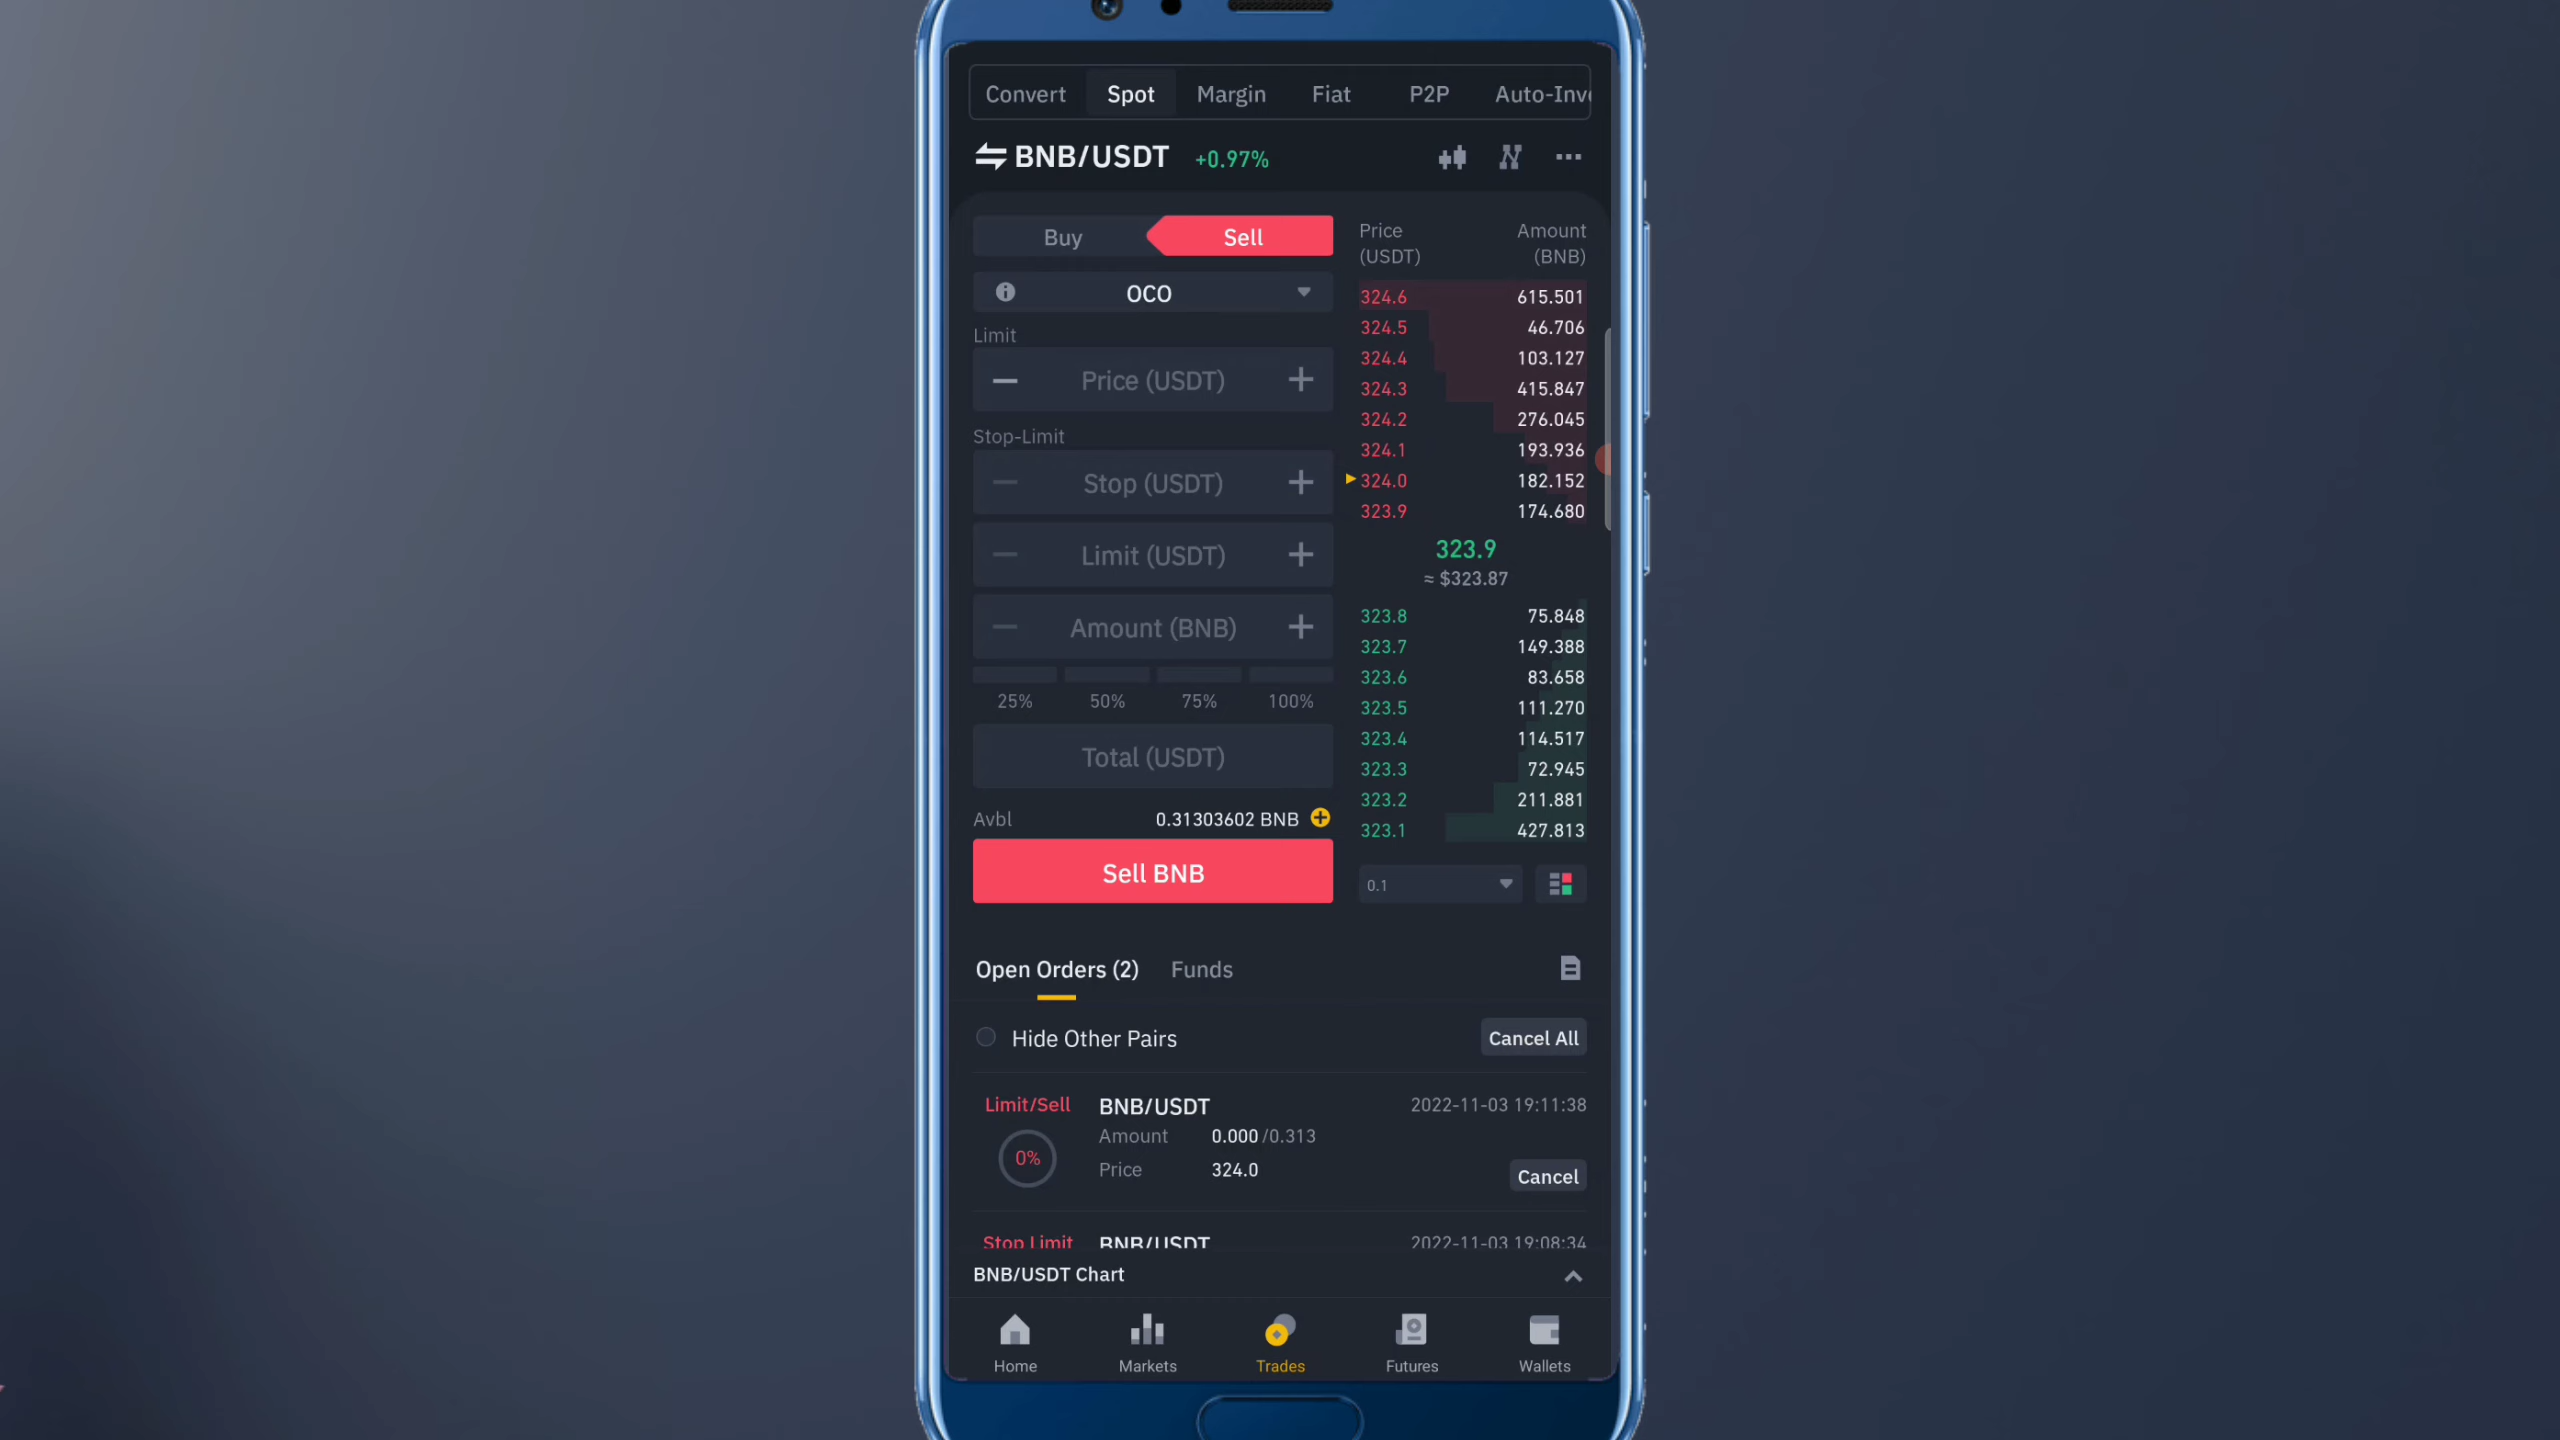 Convert Spot Margin Fiat P2P Auto-Inve
BNB/USDT +0.97%
Buy Sell
OCO
Limit
Price (USDT)
Stop-Limit
Stop (USDT)
Limit (USDT)
Amount (BNB)
25% 50% 75% 100%
Total (USDT)
Avbl 0.31303602 BNB
Sell BNB
Price Amount
(USDT) (BNB)
324.6 615.501
324.5 46.706
324.4 103.127
324.3 415.847
324.2 276.045
324.1 193.936
324.0 182.152
323.9 174.680
323.9
≈ $323.87
323.8 75.848
323.7 149.388
323.6 83.658
323.5 111.270
323.4 114.517
323.3 72.945
323.2 211.881
323.1 427.813
0.1
Open Orders (2) Funds
Hide Other Pairs Cancel All
Limit/Sell BNB/USDT 2022-11-03 19:11:38
Amount 0.000 /0.313
0% Price 324.0 Cancel
Stop Limit BNB/USDT 2022-11-03 19:08:34
BNB/USDT Chart
Home Markets Trades Futures Wallets